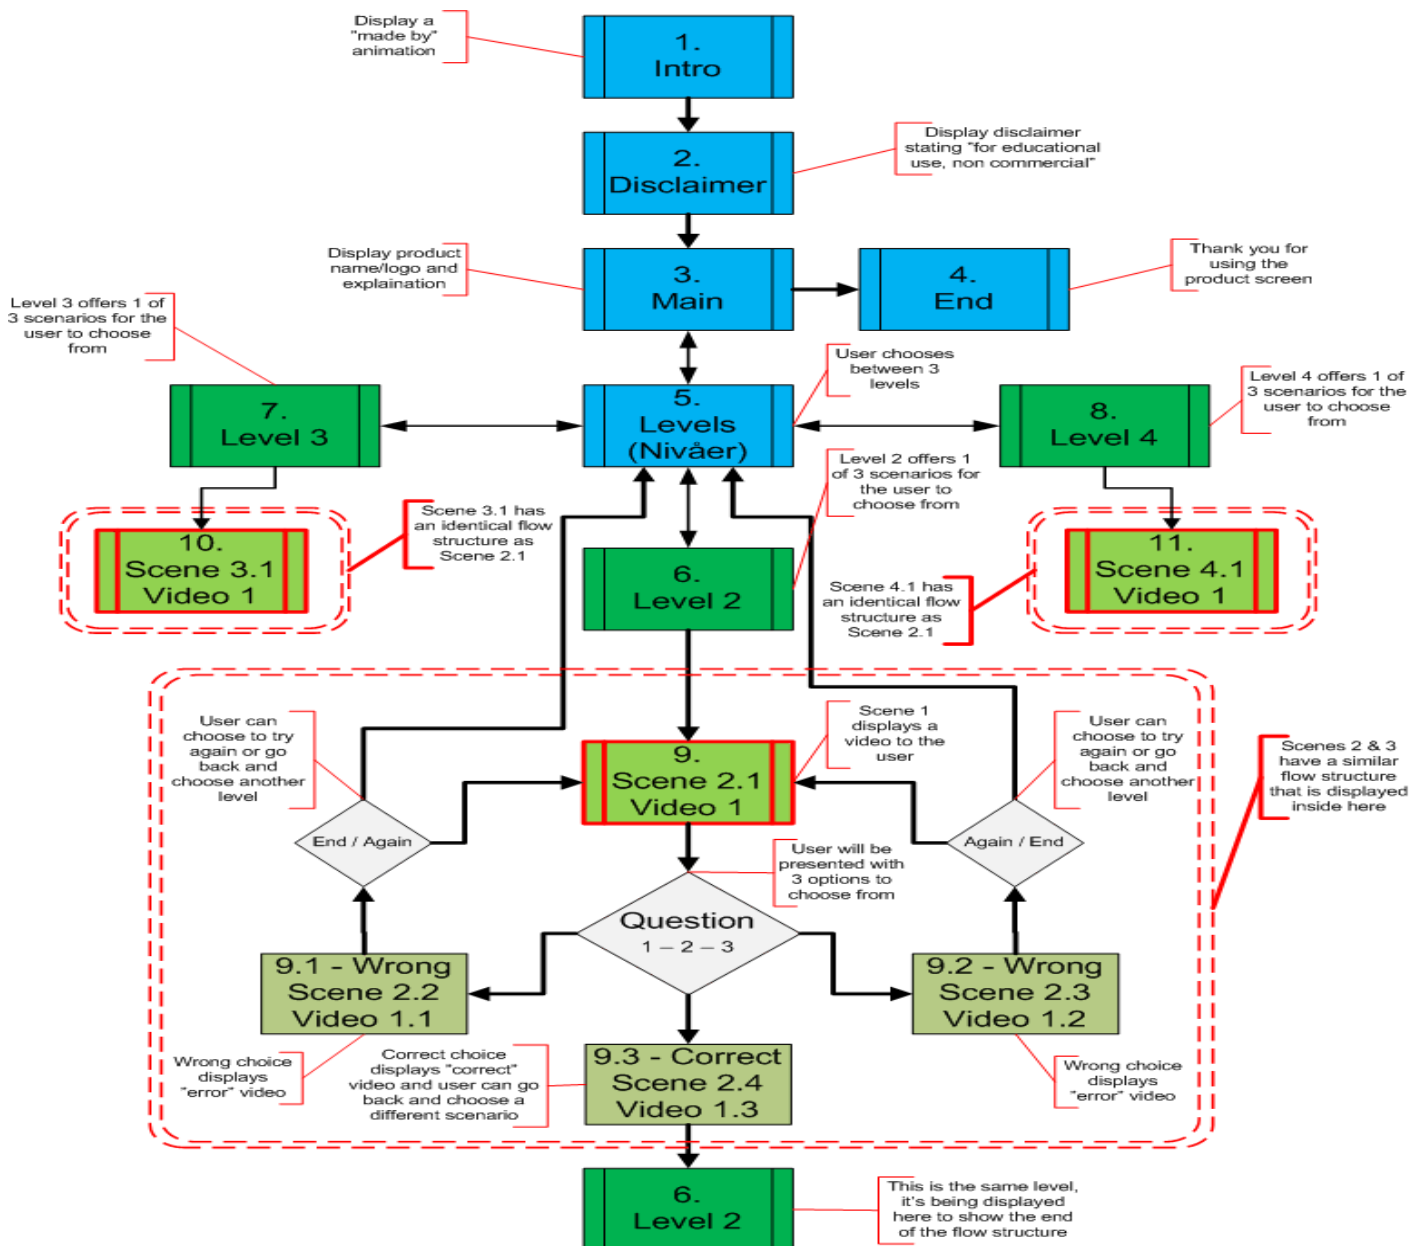 Display a
"made by"
animation
1.
Intro
2.
Disclaimer
Display disclaimer
stating "for educational
use, non commercial"
Display product
name/logo and
explaination
3.
Main
4.
End
Thank you for
using the
product screen
Level 3 offers 1 of
3 scenarios for the
user to choose
from
User chooses
between 3
levels
7.
Level 3
5.
Levels
(Nivåer)
8.
Level 4
Level 4 offers 1 of
3 scenarios for the
user to choose
from
Level 2 offers 1
of 3 scenarios for
the user to
choose from
Scene 3.1 has
an identical flow
structure as
Scene 2.1
10.
Scene 3.1
Video 1
6.
Level 2
Scene 4.1 has
an identical flow
structure as
Scene 2.1
11.
Scene 4.1
Video 1
User can
choose to try
again or go
back and
choose another
level
Scene 1
displays a
video to the
user
User can
choose to try
again or go
back and
choose another
level
Scenes 2 & 3
have a similar
flow structure
that is displayed
inside here
9.
Scene 2.1
Video 1
End / Again
Again / End
User will be
presented with
3 options to
choose from
Question
1 – 2 – 3
9.1 - Wrong
Scene 2.2
Video 1.1
9.2 - Wrong
Scene 2.3
Video 1.2
Wrong choice
displays
"error" video
Correct choice
displays "correct"
video and user can go
back and choose a
different scenario
9.3 - Correct
Scene 2.4
Video 1.3
Wrong choice
displays
"error" video
6.
Level 2
This is the same level,
it's being displayed
here to show the end
of the flow structure